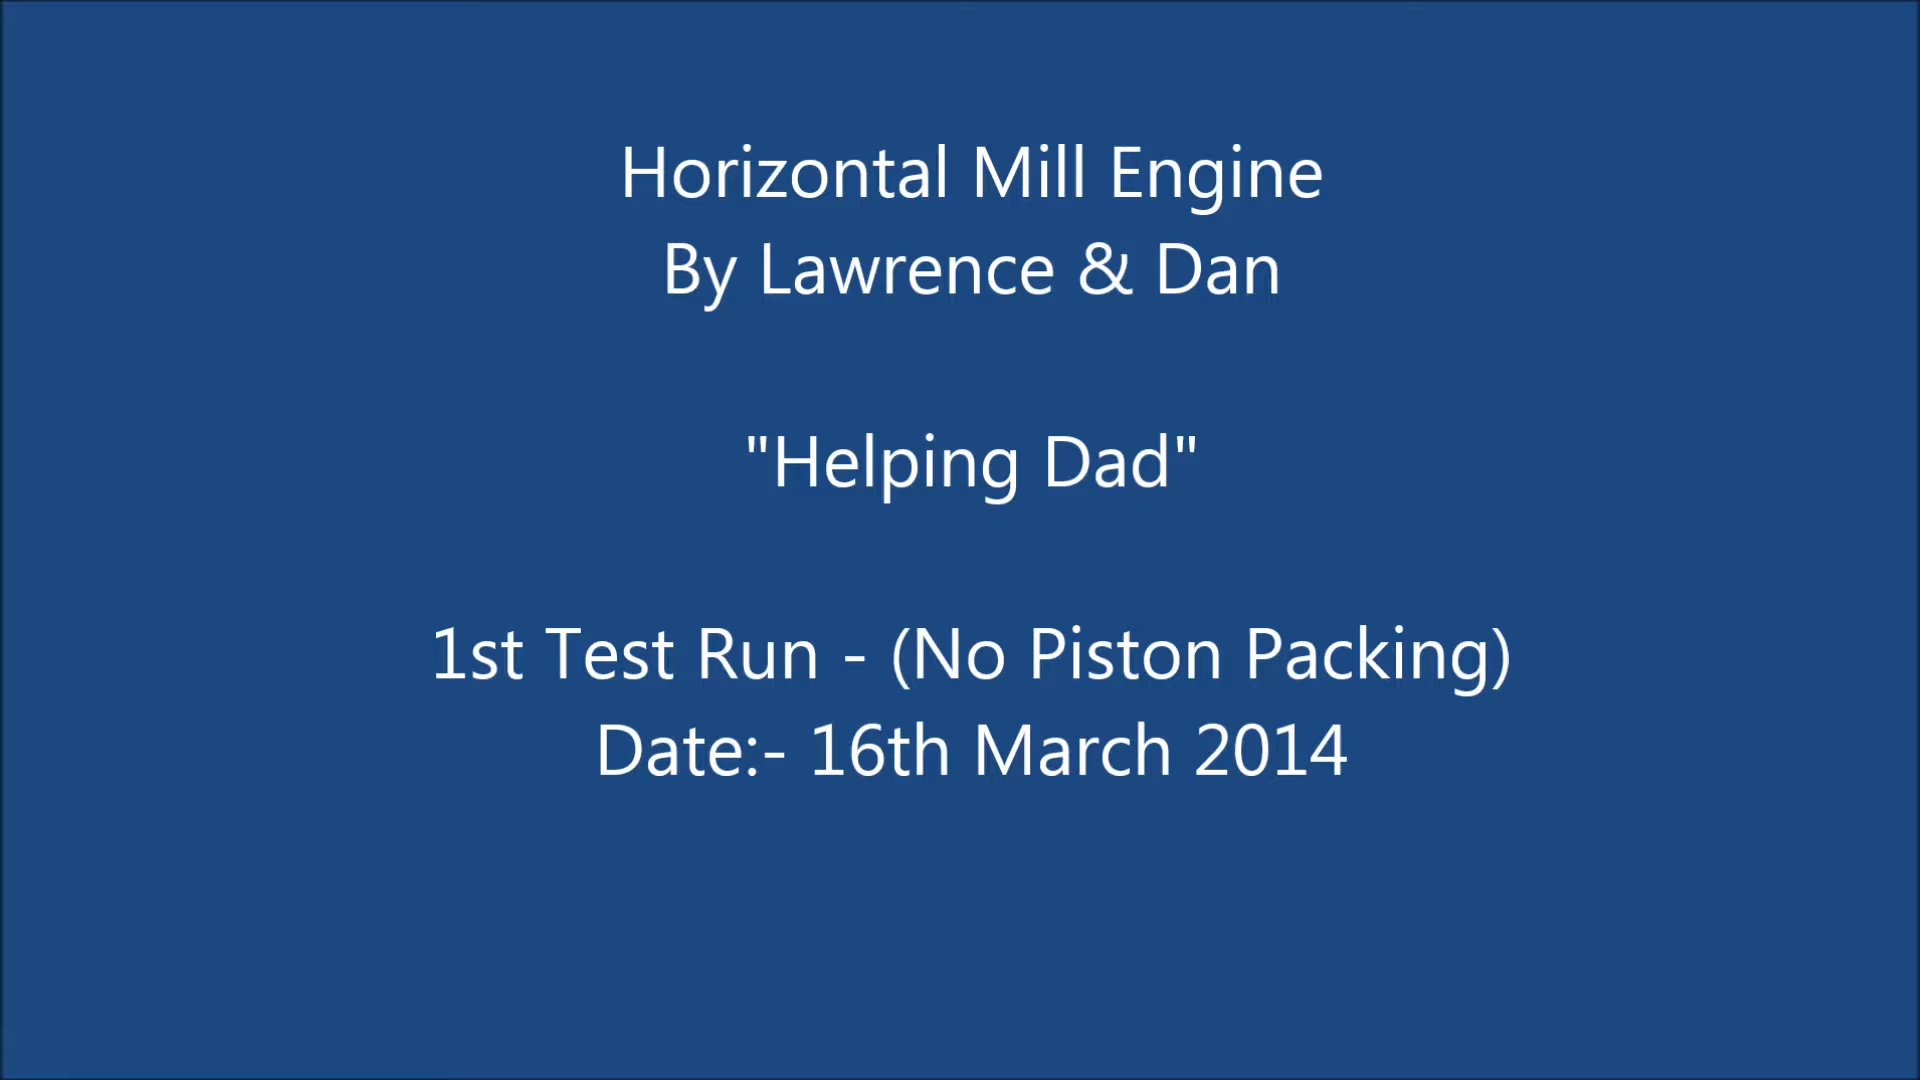 Horizontal Mill Engine
By Lawrence & Dan
"Helping Dad"
1st Test Run - (No Piston Packing)
Date:- 16th March 2014